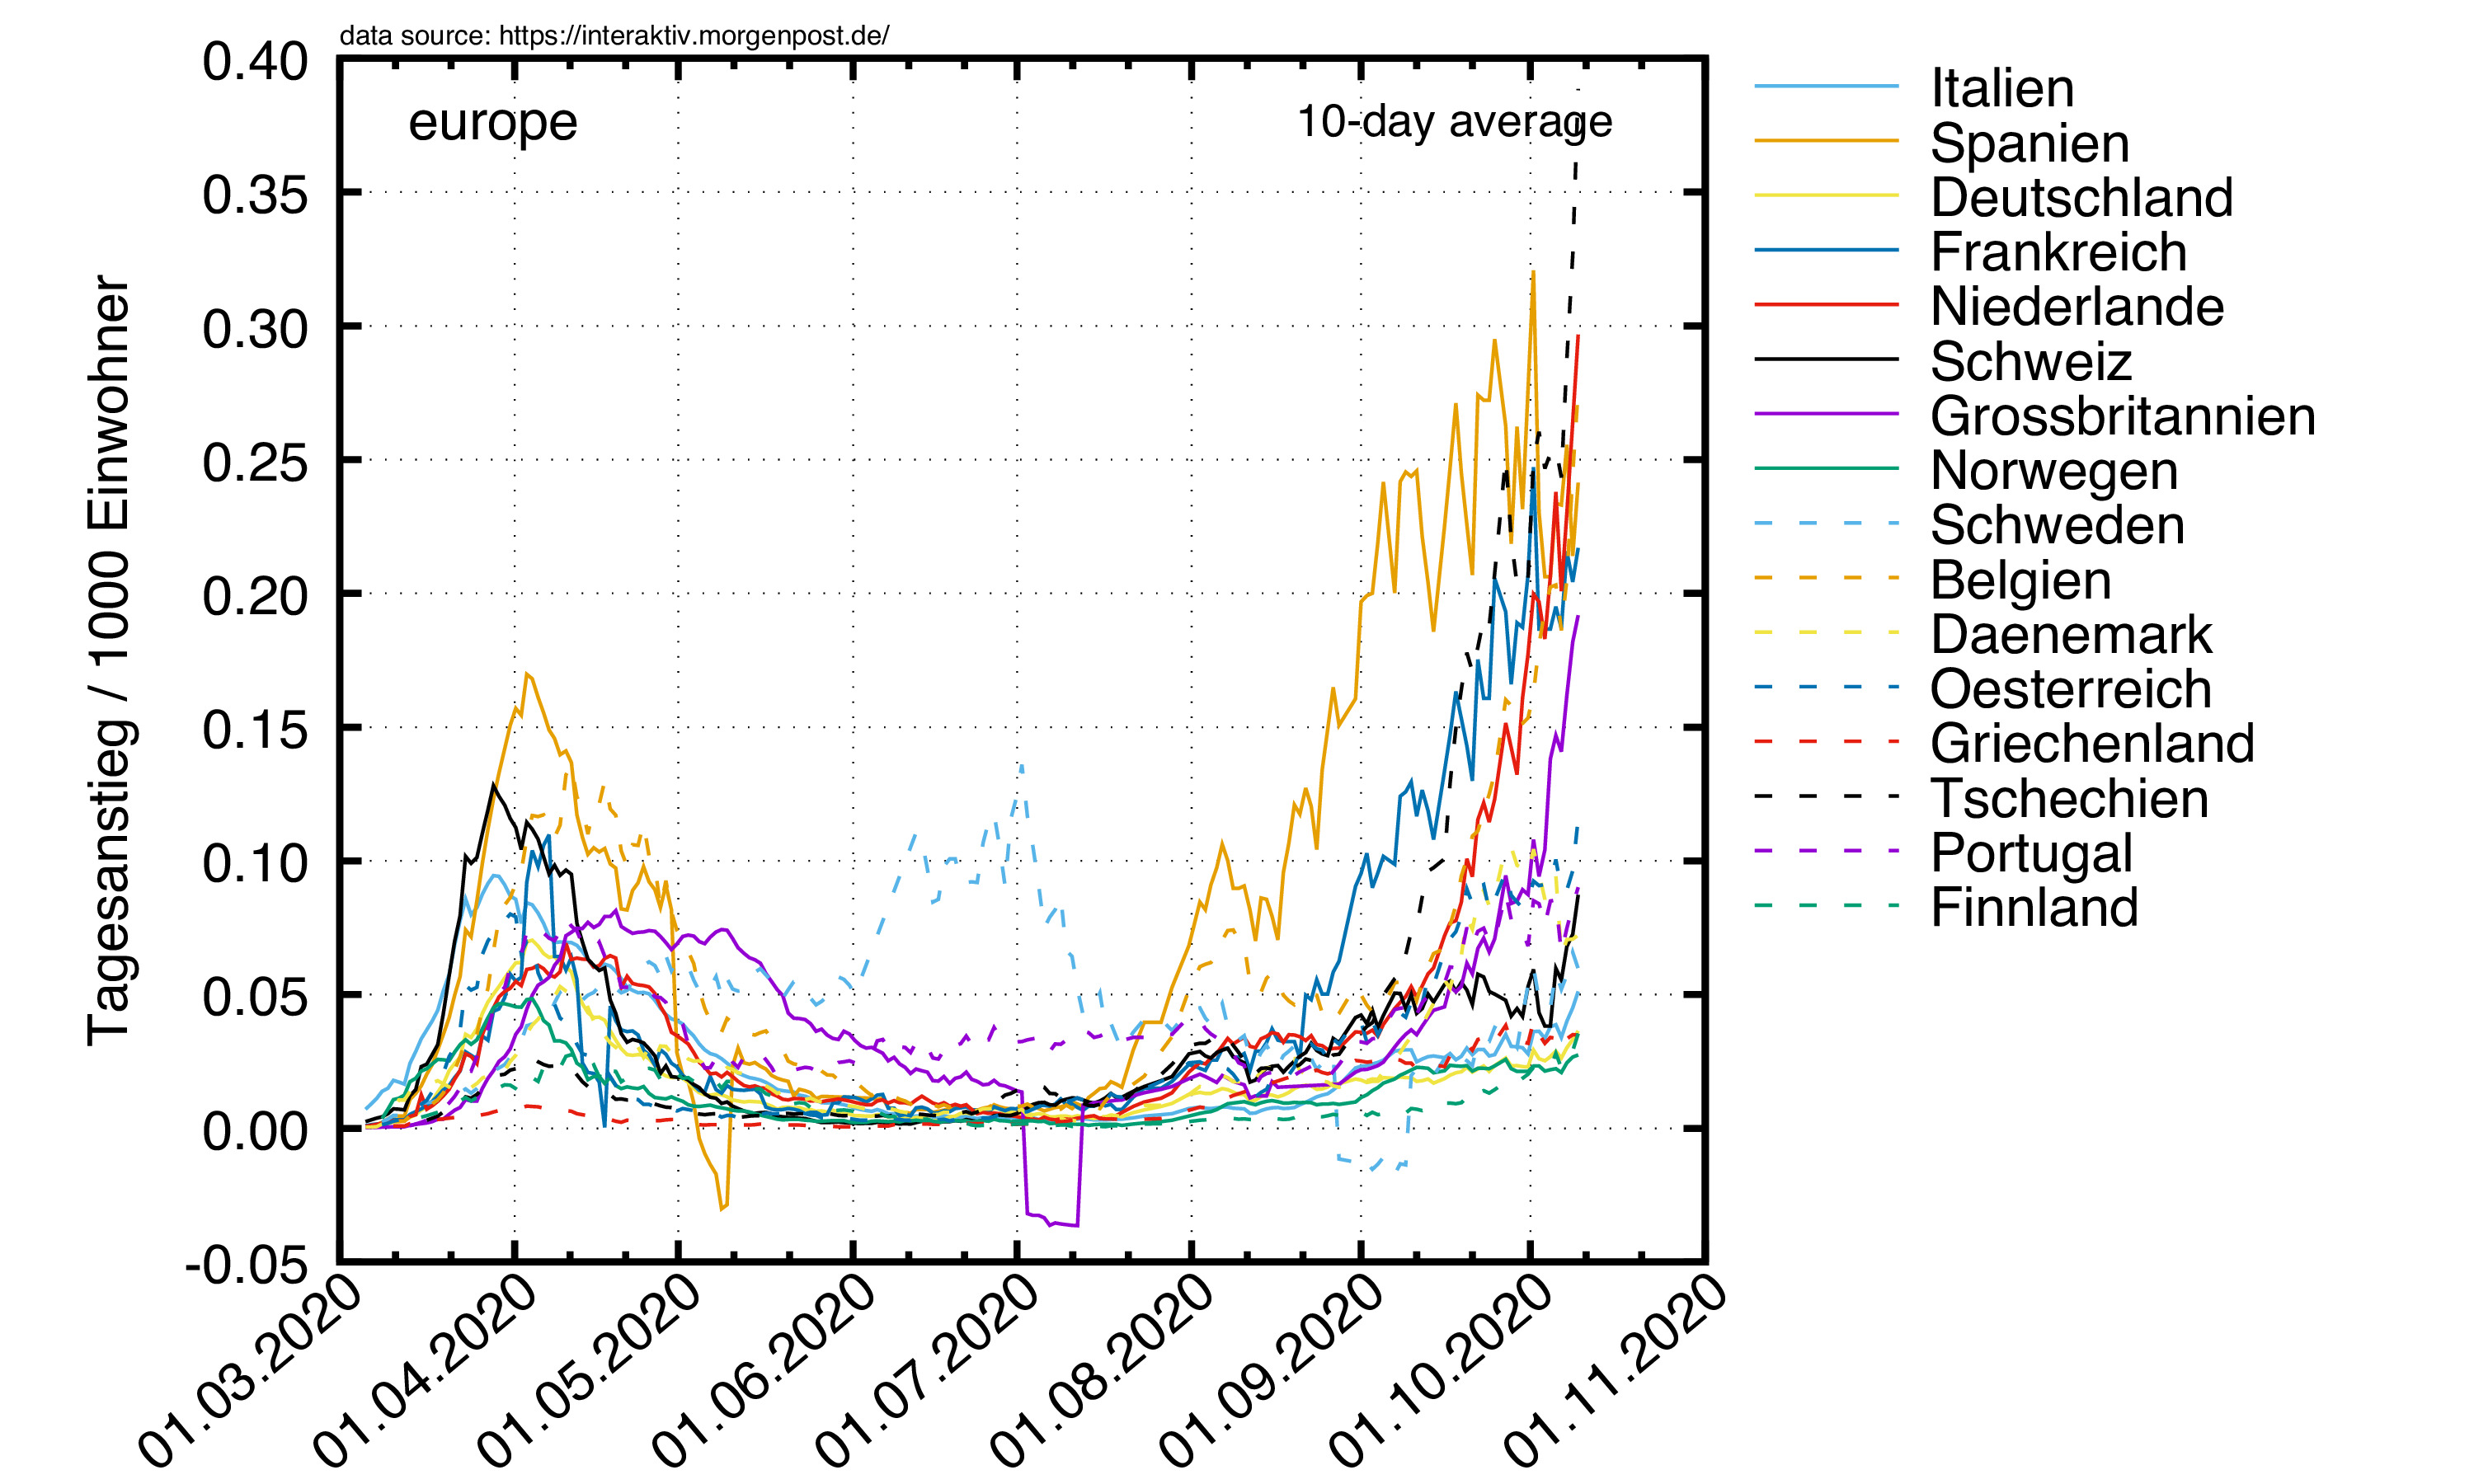 data source: https://interaktiv.morgenpost.de/
europe
10-day average
Tagesanstieg / 1000 Einwohner
0.40
0.35
0.30
0.25
0.20
0.15
0.10
0.05
0.00
-0.05
01.03.2020
01.04.2020
01.05.2020
01.06.2020
01.07.2020
01.08.2020
01.09.2020
01.10.2020
01.11.2020
Italien
Spanien
Deutschland
Frankreich
Niederlande
Schweiz
Grossbritannien
Norwegen
Schweden
Belgien
Daenemark
Oesterreich
Griechenland
Tschechien
Portugal
Finnland